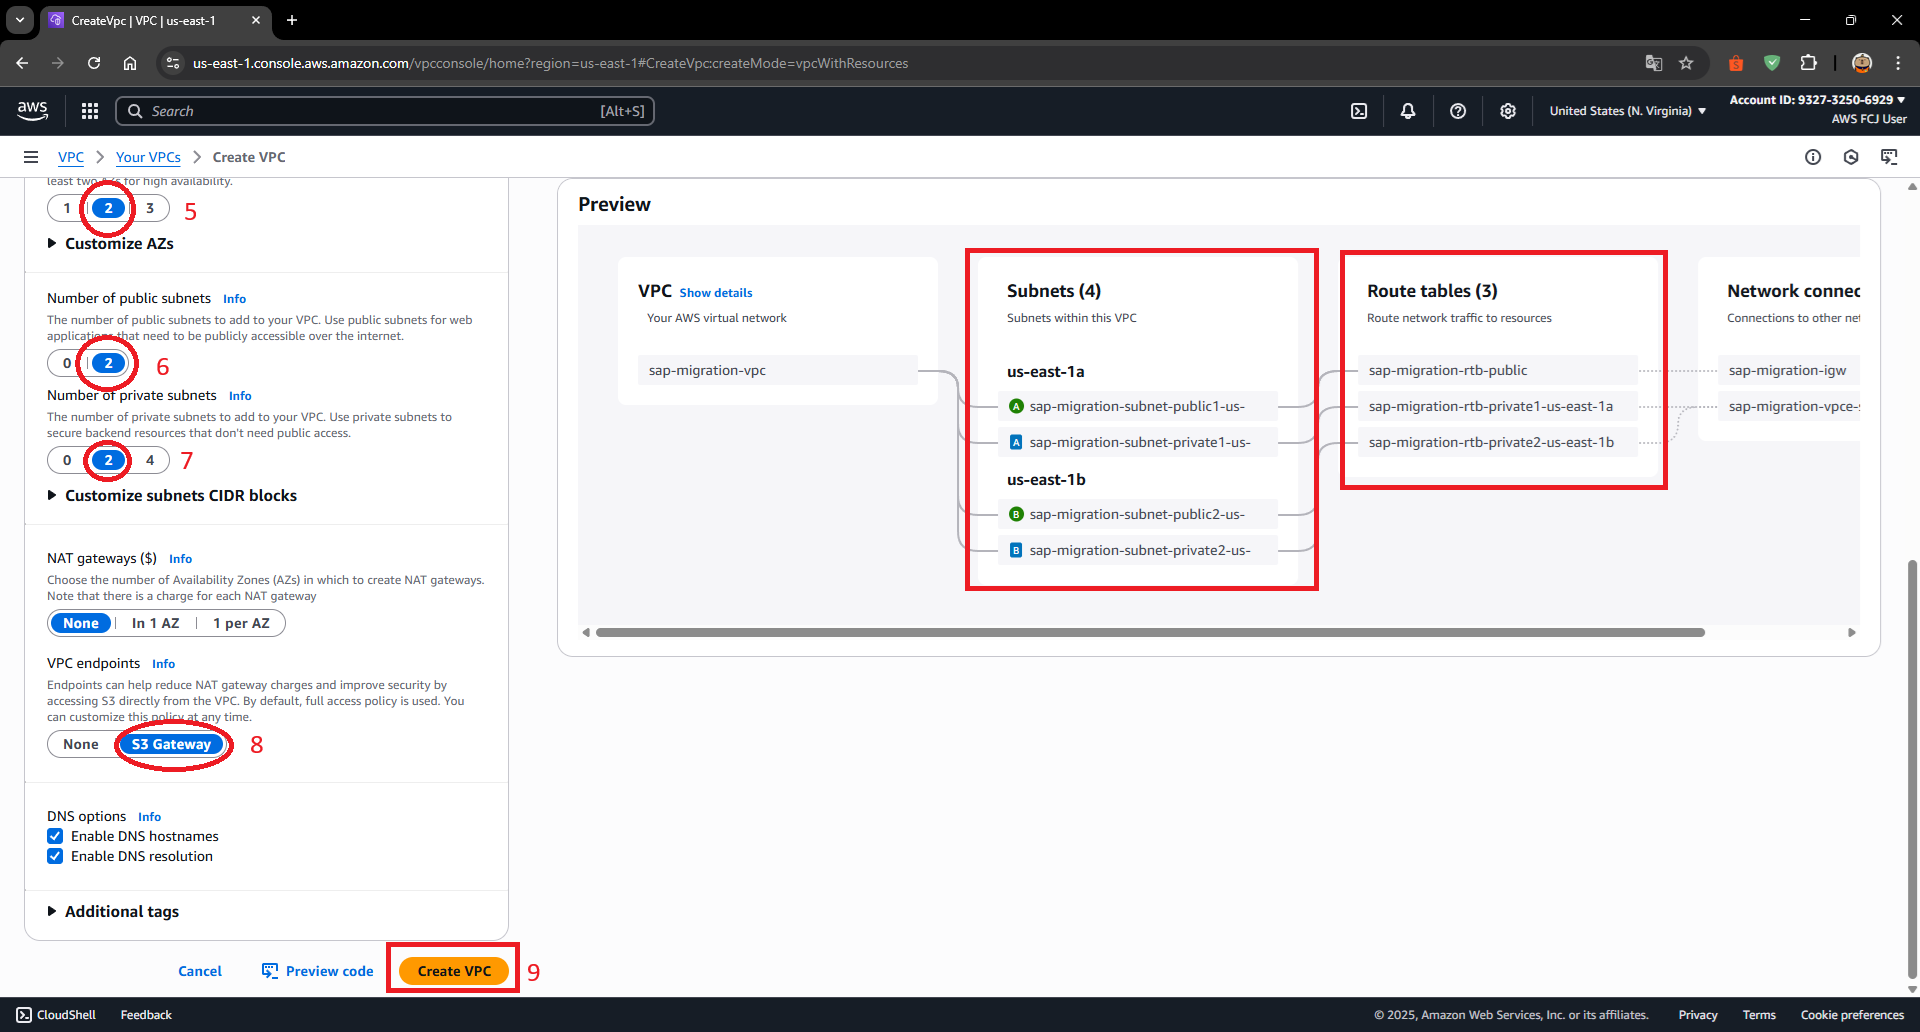 CreateVpc | VPC | us-east-1
us-east-1.console.aws.amazon.com/vpcconsole/home?region=us-east-1#CreateVpc:createMode=vpcWithResources
aws
Search
[Alt+S]
United States (N. Virginia)
Account ID: 9327-3250-6929
AWS FCJ User
VPC
Your VPCs
Create VPC
least two AZs for high availability.
1
2
3
5
Customize AZs
Number of public subnets Info
The number of public subnets to add to your VPC. Use public subnets for web
applications that need to be publicly accessible over the internet.
0
2
6
Number of private subnets Info
The number of private subnets to add to your VPC. Use private subnets to
secure backend resources that don't need public access.
0
2
4
7
Customize subnets CIDR blocks
NAT gateways ($) Info
Choose the number of Availability Zones (AZs) in which to create NAT gateways.
Note that there is a charge for each NAT gateway
None
In 1 AZ
1 per AZ
VPC endpoints Info
Endpoints can help reduce NAT gateway charges and improve security by
accessing S3 directly from the VPC. By default, full access policy is used. You
can customize this policy at any time.
None
S3 Gateway
8
DNS options Info
Enable DNS hostnames
Enable DNS resolution
Additional tags
Cancel
Preview code
Create VPC
9
Preview
VPC Show details
Your AWS virtual network
sap-migration-vpc
Subnets (4)
Subnets within this VPC
us-east-1a
A sap-migration-subnet-public1-us-
A sap-migration-subnet-private1-us-
us-east-1b
B sap-migration-subnet-public2-us-
B sap-migration-subnet-private2-us-
Route tables (3)
Route network traffic to resources
sap-migration-rtb-public
sap-migration-rtb-private1-us-east-1a
sap-migration-rtb-private2-us-east-1b
Network connec
Connections to other net
sap-migration-igw
sap-migration-vpce-s
CloudShell
Feedback
© 2025, Amazon Web Services, Inc. or its affiliates.
Privacy
Terms
Cookie preferences